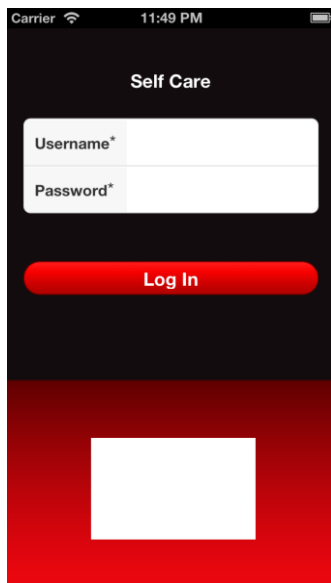 Carrier 11:49 PM
Self Care
Username*
Password*
Log In